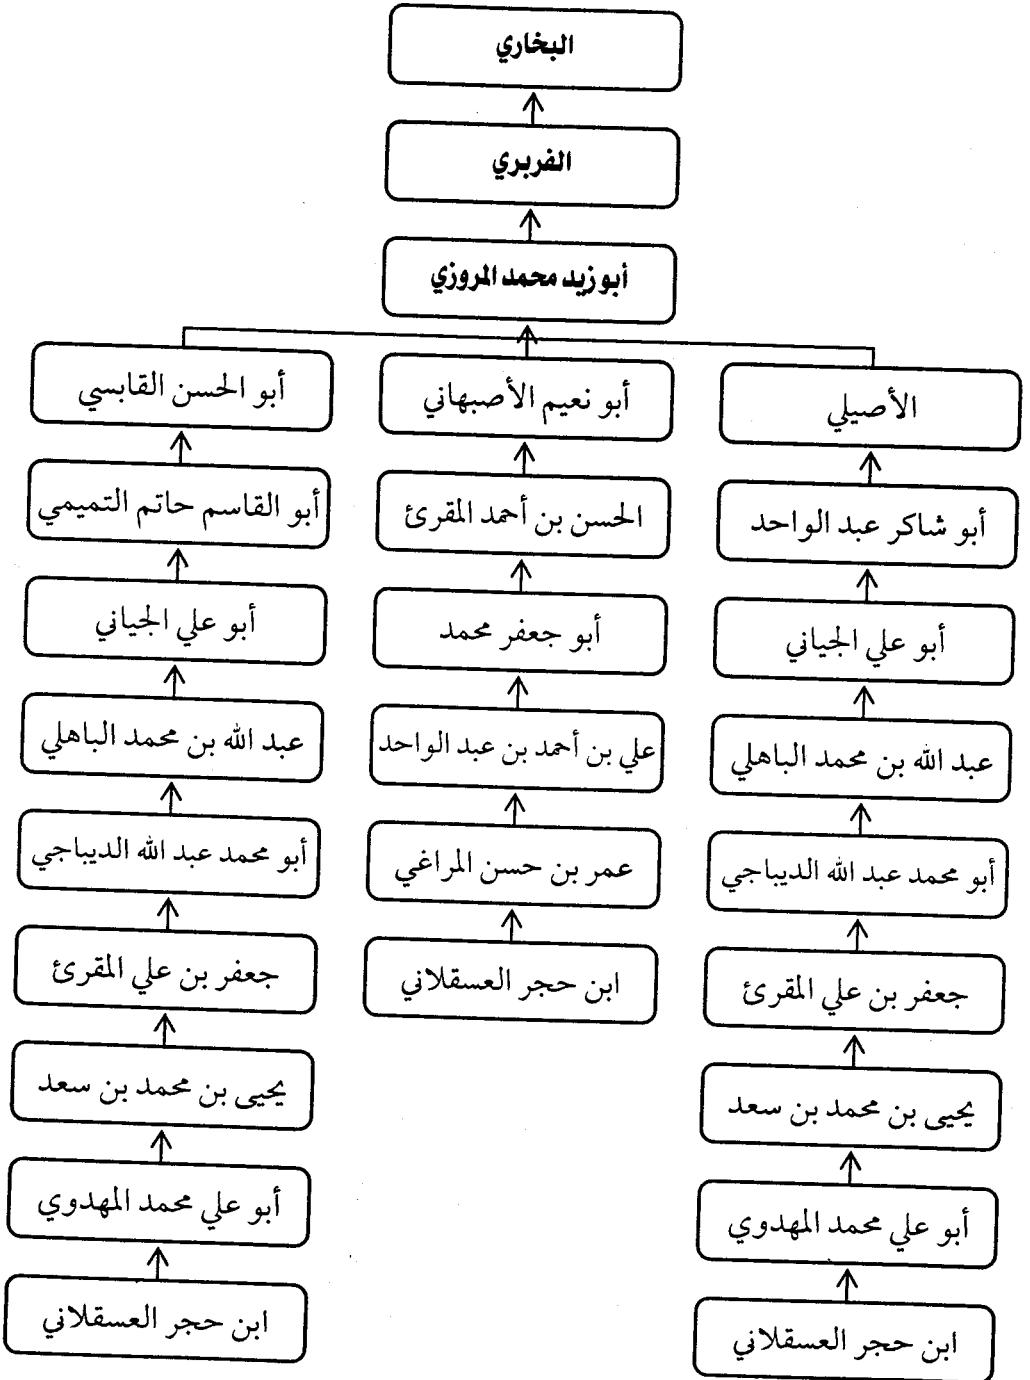 البخاري
الفربري
أبو زيد محمد المروزي
الأصيلي
أبو شاكر عبد الواحد
أبو علي الجياني
عبد الله بن محمد الباهلي
أبو محمد عبد الله الديباجي
جعفر بن علي المقرئ
يحيى بن محمد بن سعد
أبو علي محمد المهدوي
ابن حجر العسقلاني
أبو نعيم الأصبهاني
الحسن بن أحمد المقرئ
أبو جعفر محمد
علي بن أحمد بن عبد الواحد
عمر بن حسن المراغي
ابن حجر العسقلاني
أبو الحسن القابسي
أبو القاسم حاتم التميمي
أبو علي الجياني
عبد الله بن محمد الباهلي
أبو محمد عبد الله الديباجي
جعفر بن علي المقرئ
يحيى بن محمد بن سعد
أبو علي محمد المهدوي
ابن حجر العسقلاني